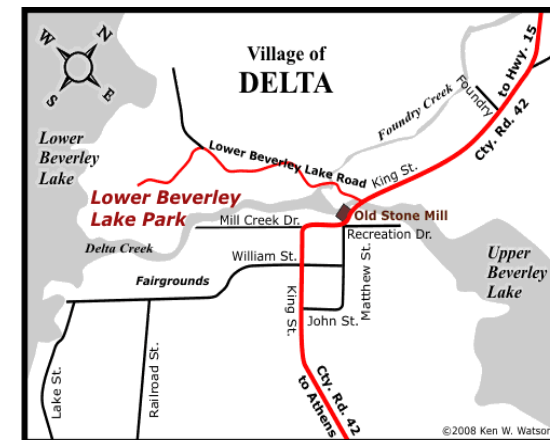 W
N
S
E
Village of
DELTA
to Hwy. 15
Cty. Rd. 42
Foundry
Foundry Creek
Lower
Beverley
Lake
Lower Beverley Lake Road
King St.
Lower Beverley
Lake Park
Old Stone Mill
Mill Creek Dr.
Recreation Dr.
Delta Creek
William St.
Matthew St.
Upper
Beverley
Lake
Fairgrounds
King St.
John St.
Lake St.
Railroad St.
Cty. Rd. 42
to Athens
©2008 Ken W. Watson